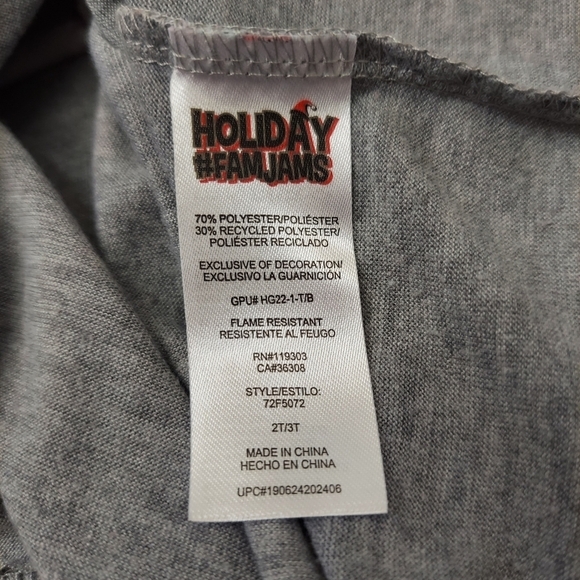 HOLIDAY
#FAMJAMS
70% POLYESTER/POLIÉSTER
30% RECYCLED POLYESTER/
POLIÉSTER RECICLADO
EXCLUSIVE OF DECORATION/
EXCLUSIVO LA GUARNICIÓN
GPU# HG22-1-T/B
FLAME RESISTANT
RESISTENTE AL FEUGO
RN#119303
CA#36308
STYLE/ESTILO:
72F5072
2T/3T
MADE IN CHINA
HECHO EN CHINA
UPC#190624202406